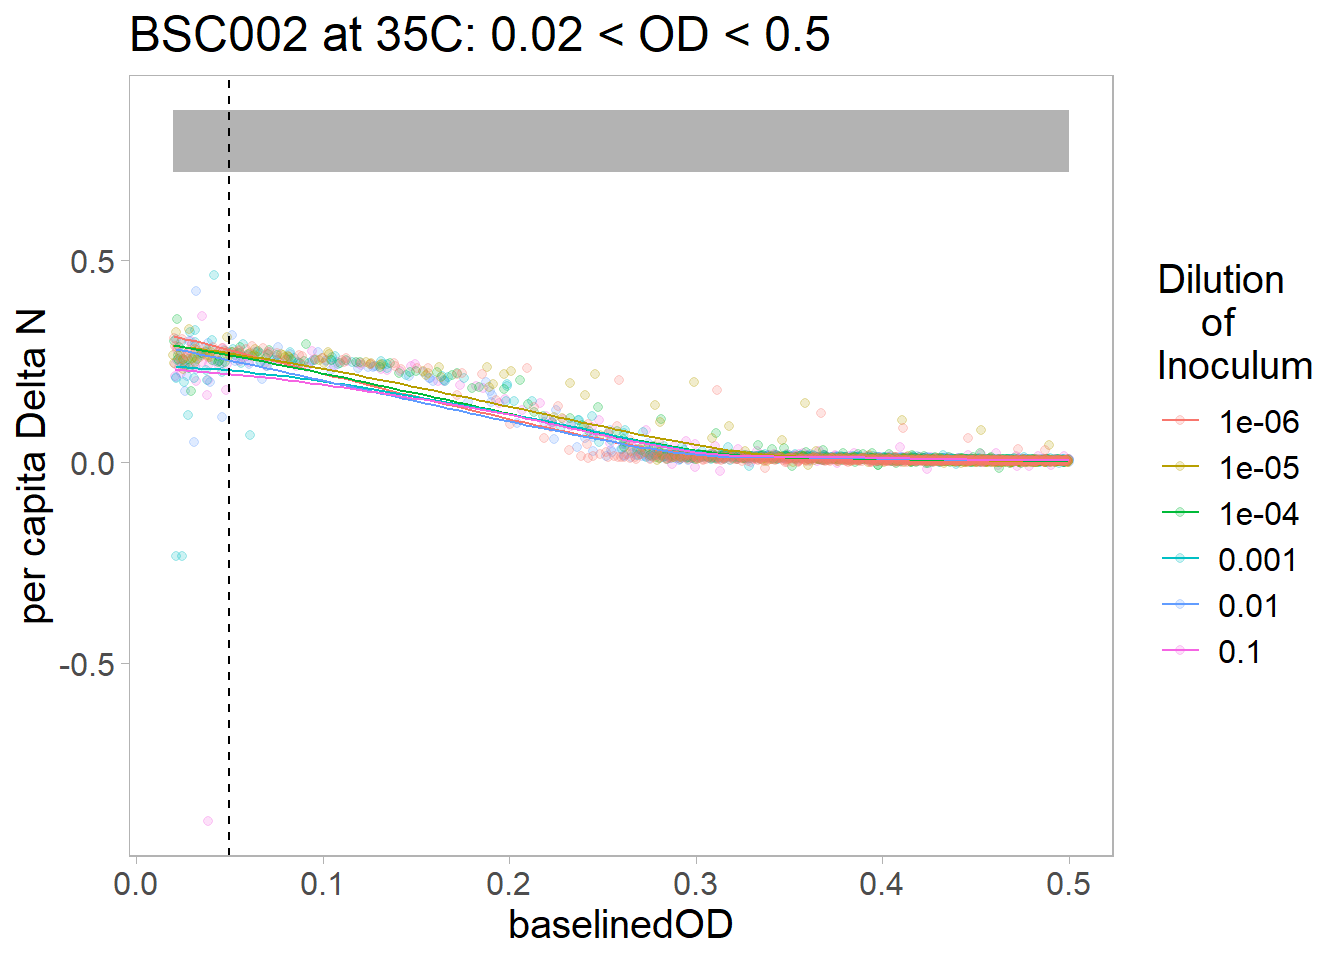 BSC002 at 35C: 0.02 < OD < 0.5
per capita Delta N
0.5
0.0
-0.5
0.0 0.1 0.2 0.3 0.4 0.5
baselinedOD
Dilution
of
Inoculum
1e-06
1e-05
1e-04
0.001
0.01
0.1